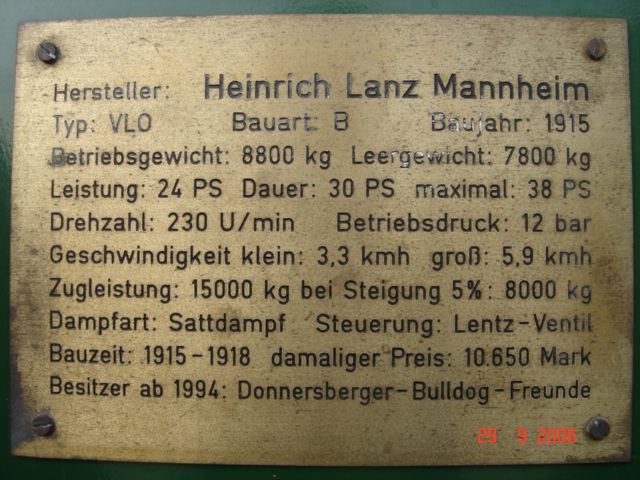 Hersteller: Heinrich Lanz Mannheim
Typ: VLO Bauart: B Baujahr: 1915
Betriebsgewicht: 8800 kg Leergewicht: 7800 kg
Leistung: 24 PS Dauer: 30 PS maximal: 38 PS
Drehzahl: 230 U/min Betriebsdruck: 12 bar
Geschwindigkeit klein: 3,3 kmh groß: 5,9 kmh
Zugleistung: 15000 kg bei Steigung 5%: 8000 kg
Dampfart: Sattdampf Steuerung: Lentz-Ventil
Bauzeit: 1915-1918 damaliger Preis: 10.650 Mark
Besitzer ab 1994: Donnersberger-Bulldog-Freunde
29 9 2006